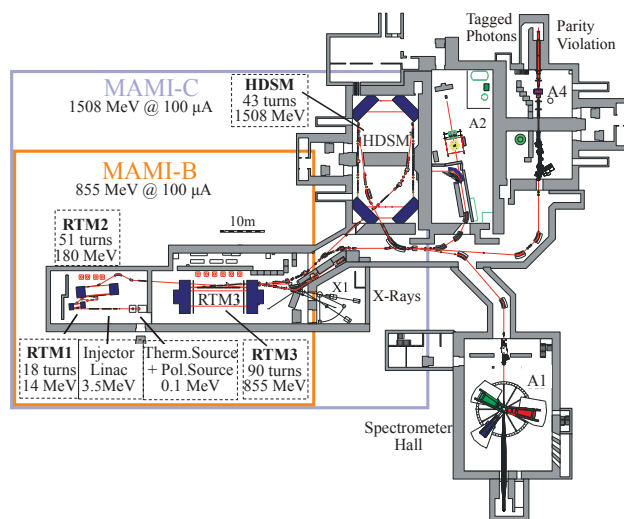 Tagged
Photons
Parity
Violation
MAMI-C
1508 MeV @ 100 µA
HDSM
43 turns
1508 MeV
HDSM
A2
A4
MAMI-B
855 MeV @ 100 µA
RTM2
51 turns
180 MeV
10m
RTM3
X1
X-Rays
RTM1
18 turns
14 MeV
Injector
Linac
3.5MeV
Therm.Source
+ Pol.Source
0.1 MeV
RTM3
90 turns
855 MeV
A1
Spectrometer
Hall